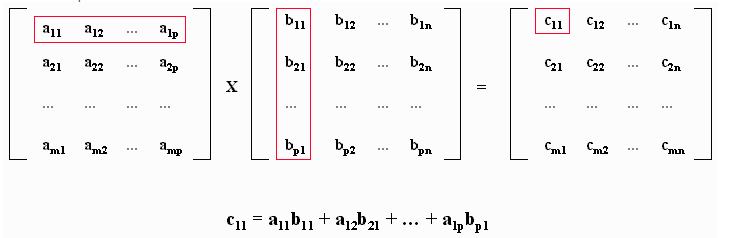 a11 a12 ... a1p b11 b12 ... b1n c11 c12 ... c1n
a21 a22 ... a2p b21 b22 ... b2n c21 c22 ... c2n
X =
... ... ... ... ... ... ... ... ... ... ... ...
am1 am2 ... amp bp1 bp2 ... bpn cm1 cm2 ... cmn
c11 = a11b11 + a12b21 + ... + a1pbp1